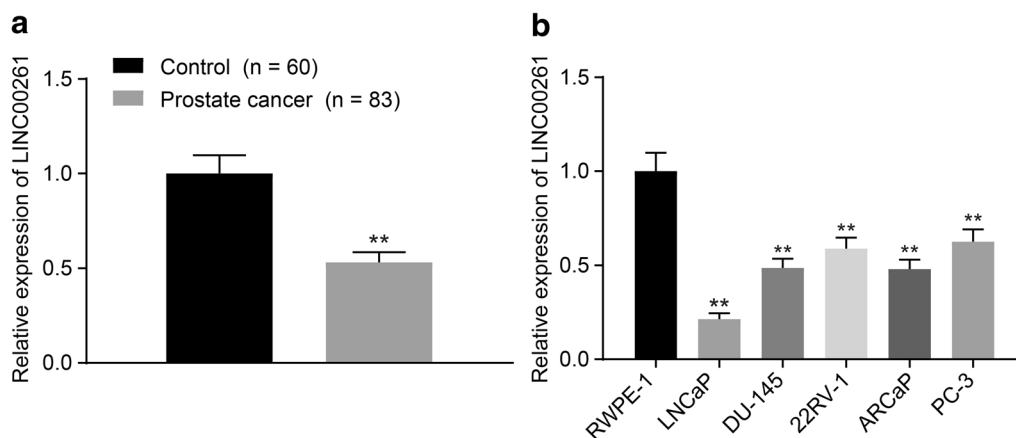 a
Relative expression of LINC00261
1.5
1.0
0.5
0.0
Control (n = 60)
Prostate cancer (n = 83)
**
b
Relative expression of LINC00261
1.5
1.0
0.5
0.0
**
**
**
**
**
RWPE-1
LNCaP
DU-145
22RV-1
ARCaP
PC-3